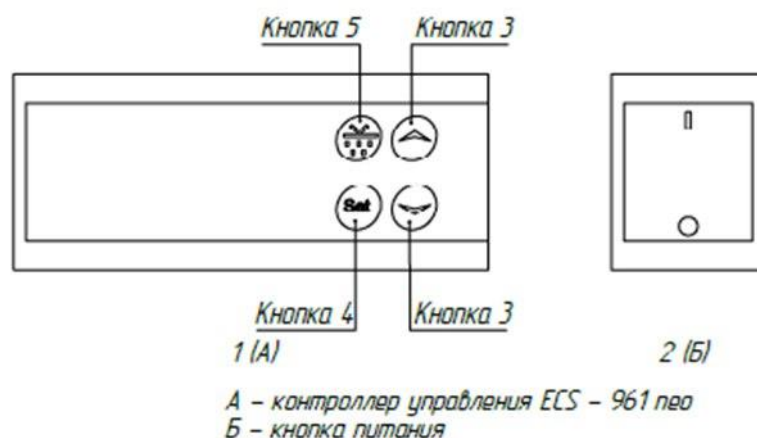 Кнопка 5
Кнопка 3
Set
Кнопка 4
Кнопка 3
1 (А)
2 (Б)
А – контроллер управления ECS – 961 neo
Б – кнопка питания